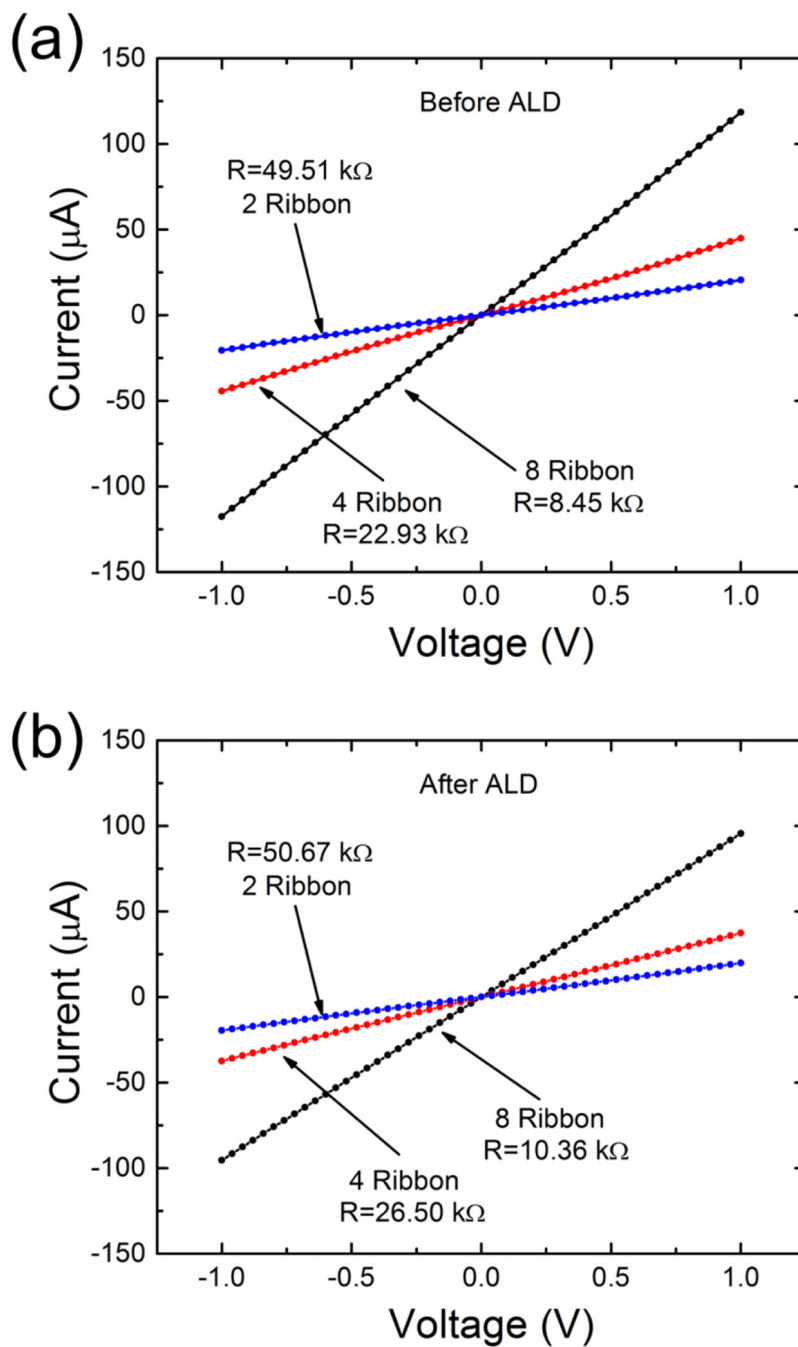 (a)
150
Before ALD
100
R=49.51 kΩ
2 Ribbon
50
0
-50
8 Ribbon
R=8.45 kΩ
-100
4 Ribbon
R=22.93 kΩ
-150
-1.0 -0.5 0.0 0.5 1.0
Current (μA)
Voltage (V)
(b)
150
After ALD
100
R=50.67 kΩ
2 Ribbon
50
0
-50
8 Ribbon
R=10.36 kΩ
-100
4 Ribbon
R=26.50 kΩ
-150
-1.0 -0.5 0.0 0.5 1.0
Current (μA)
Voltage (V)